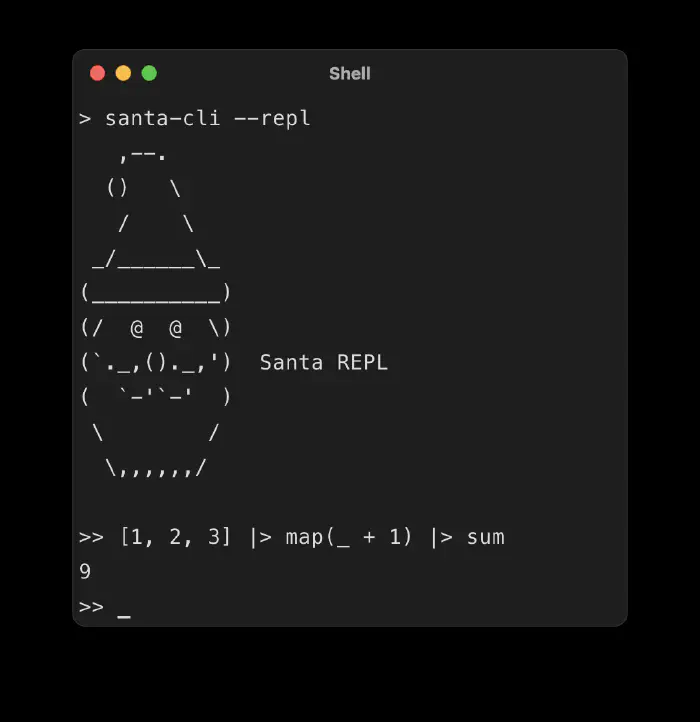 Shell
> santa-cli --repl
   ,--.
  ()   \
   /    \
 _/______\_
(__________)
(/  @  @  \)
(`._,()._,')  Santa REPL
(  `-'`-'  )
 \        /
  \,,,,,,/
>> [1, 2, 3] |> map(_ + 1) |> sum
9
>> _